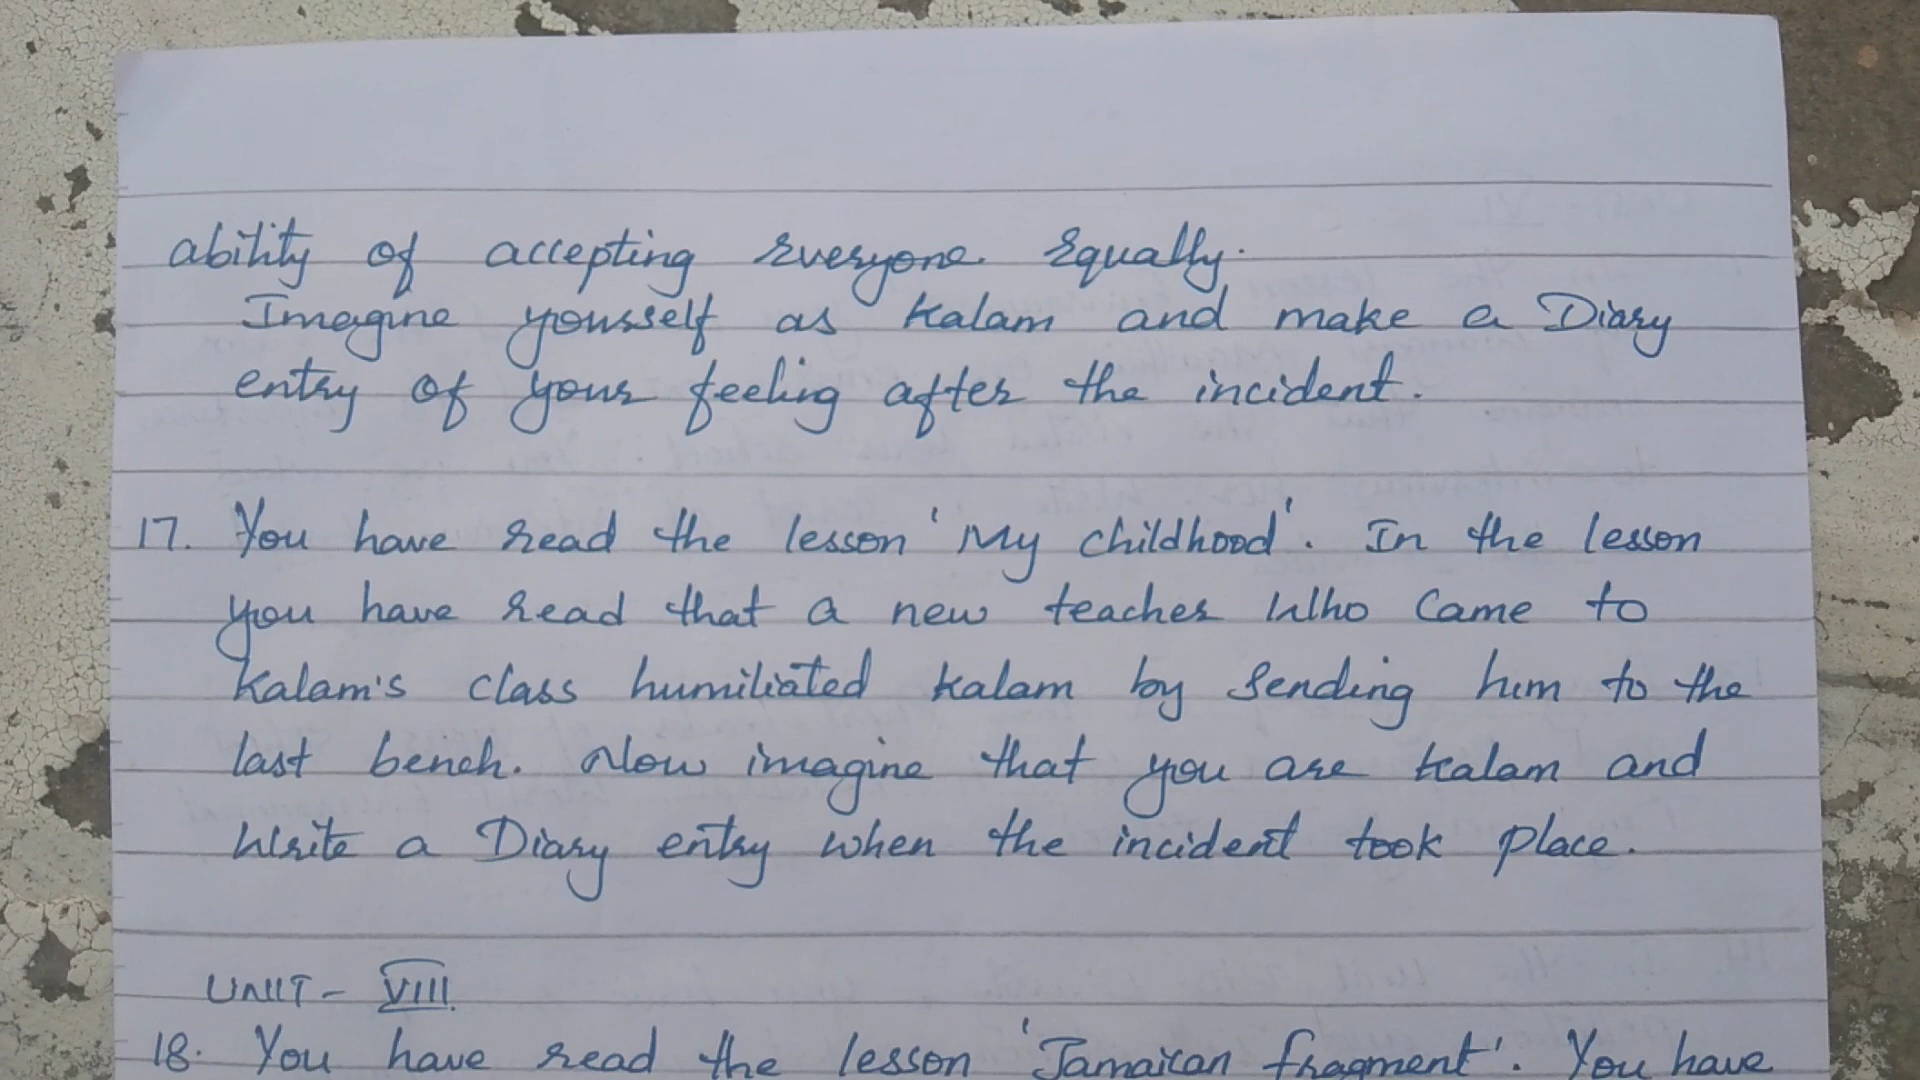 ability of accepting everyone equally.
Imagine yourself as Kalam and make a Diary
entry of your feeling after the incident.
17. You have read the lesson 'My childhood'. In the lesson
you have read that a new teacher who came to
Kalam's class humiliated Kalam by sending him to the
last bench. Now imagine that you are Kalam and
write a Diary entry when the incident took place.
UNIT - VIII
18. You have read the lesson 'Jamaican fragment'. You have